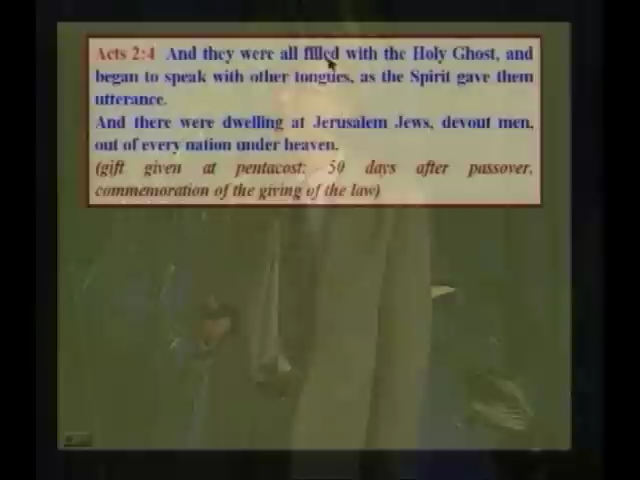 Acts 2:4 And they were all filled with the Holy Ghost, and
began to speak with other tongues, as the Spirit gave them
utterance.
And there were dwelling at Jerusalem Jews, devout men,
out of every nation under heaven.
(gift given at pentacost: 50 days after passover,
commemoration of the giving of the law)